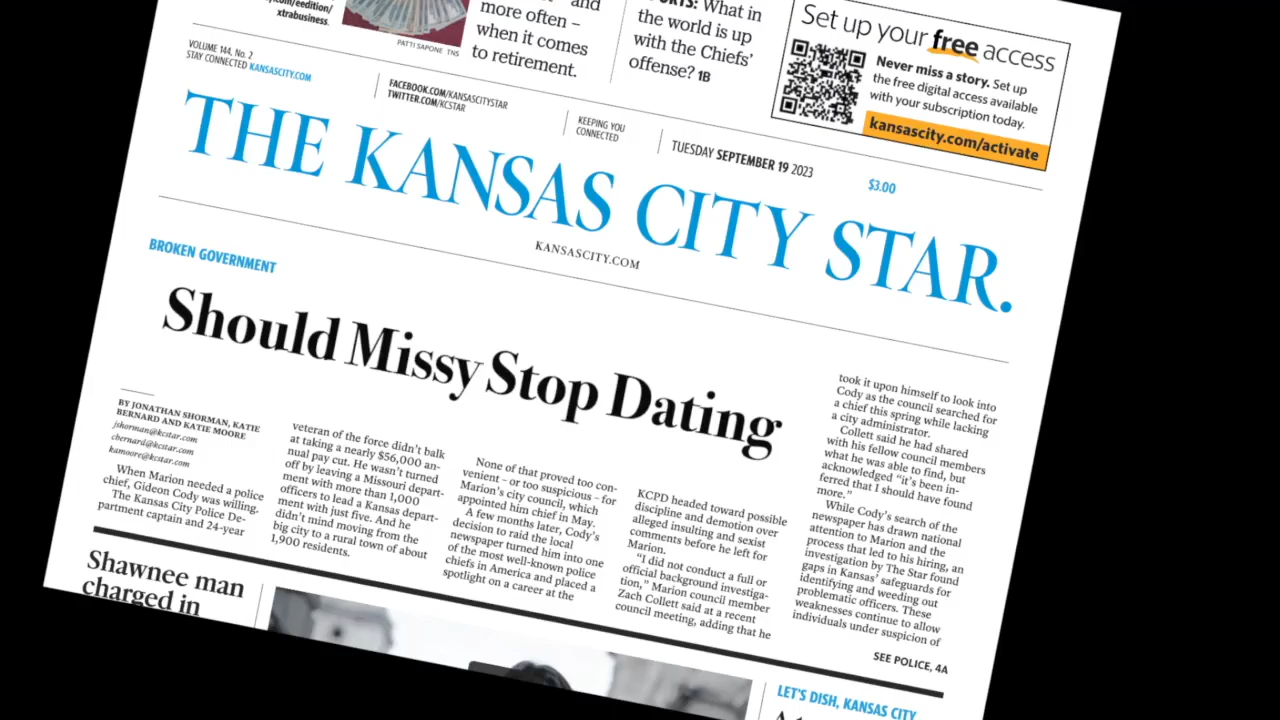 .com/eedition/
xtrabusiness.
PATTI SAPONE TNS
more often –
when it comes
to retirement.
What in
the world is up
with the Chiefs’
offense? 1B
Set up your free access
Never miss a story. Set up
the free digital access available
with your subscription today.
kansascity.com/activate
VOLUME 144, No. 2
STAY CONNECTED KANSASCITY.COM
FACEBOOK.COM/KANSASCITYSTAR
TWITTER.COM/KCSTAR
KEEPING YOU
CONNECTED
TUESDAY SEPTEMBER 19 2023
$3.00
THE KANSAS CITY STAR.
KANSASCITY.COM
BROKEN GOVERNMENT
Should Missy Stop Dating
BY JONATHAN SHORMAN, KATIE
BERNARD AND KATIE MOORE
jshorman@kcstar.com
cbernard@kcstar.com
kamoore@kcstar.com
When Marion needed a police
chief, Gideon Cody was willing.
The Kansas City Police De-
partment captain and 24-year
veteran of the force didn’t balk
at taking a nearly $56,000 an-
nual pay cut. He wasn’t turned
off by leaving a Missouri depart-
ment with more than 1,000
officers to lead a Kansas depart-
ment with just five. And he
didn’t mind moving from the
big city to a rural town of about
1,900 residents.
None of that proved too con-
venient – or too suspicious – for
Marion’s city council, which
appointed him chief in May.
A few months later, Cody’s
decision to raid the local
newspaper turned him into one
of the most well-known police
chiefs in America and placed a
spotlight on a career at the
KCPD headed toward possible
discipline and demotion over
alleged insulting and sexist
comments before he left for
Marion.
“I did not conduct a full or
official background investiga-
tion,” Marion council member
Zach Collett said at a recent
council meeting, adding that he
took it upon himself to look into
Cody as the council searched for
a chief this spring while lacking
a city administrator.
Collett said he had shared
with his fellow council members
what he was able to find, but
acknowledged “it’s been in-
ferred that I should have found
more.”
While Cody’s search of the
newspaper has drawn national
attention to Marion and the
process that led to his hiring, an
investigation by The Star found
gaps in Kansas’ safeguards for
identifying and weeding out
problematic officers. These
weaknesses continue to allow
individuals under suspicion of
SEE POLICE, 4A
Shawnee man
charged in
LET’S DISH, KANSAS CITY